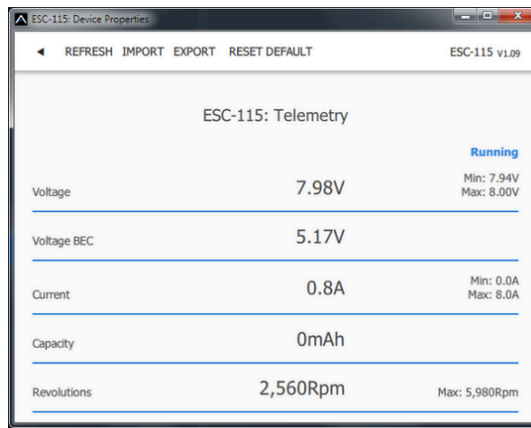 ESC-115: Device Properties
REFRESH IMPORT EXPORT RESET DEFAULT ESC-115 V1.09
ESC-115: Telemetry
Running
Voltage 7.98V Min: 7.94V
Max: 8.00V
Voltage BEC 5.17V
Current 0.8A Min: 0.0A
Max: 8.0A
Capacity 0mAh
Revolutions 2,560Rpm Max: 5,980Rpm